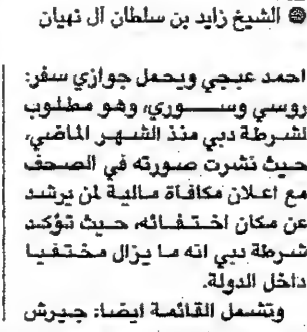 الشيخ زايد بن سلطان آل نهيان
احمد عبجي ويحمل جوازي سفر:
روسي وســـوري، وهو مطلوب
لشرطة دبي منذ الشهر الماضي،
حيث نشرت صورته في الصحف
مع اعلان مكافأة مالية لمن يرشد
عن مكان اختفائه، حيث تؤكد
شرطة دبي انه ما يزال مختفيا
داخل الدولة.
وتشمل القائمة ايضا: جيرش